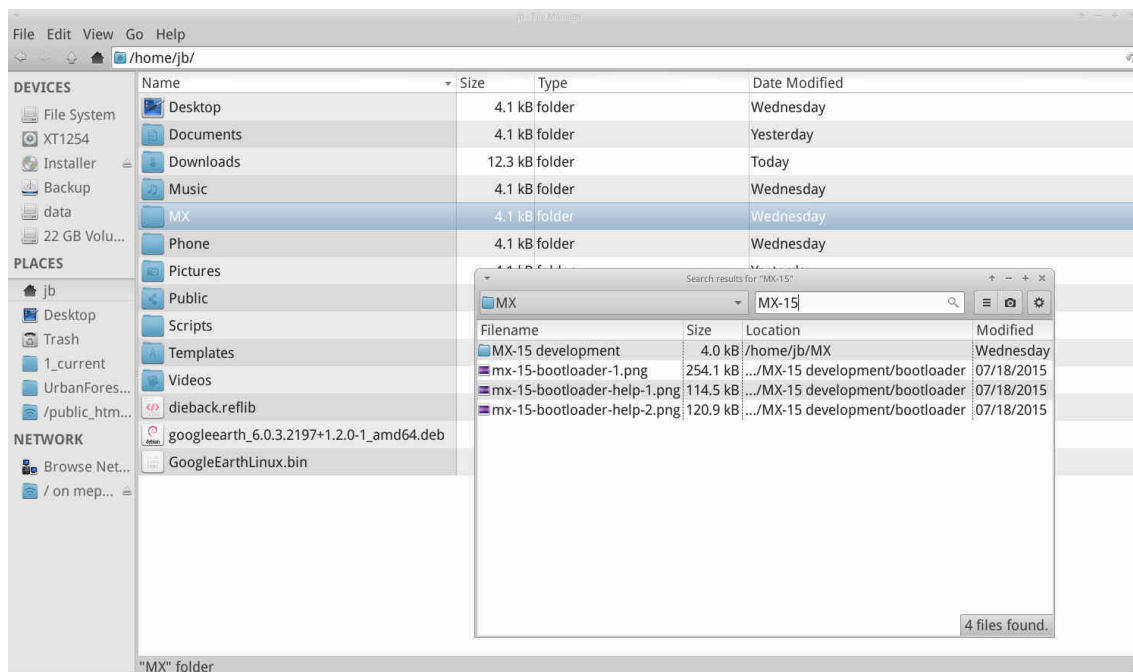 jb - File Manager
File Edit View Go Help
/home/jb/
DEVICES
File System
XT1254
Installer
Backup
data
22 GB Volu...
PLACES
jb
Desktop
Trash
1_current
UrbanFores...
/public_htm...
NETWORK
Browse Net...
/ on mep...
Name Size Type Date Modified
Desktop 4.1 kB folder Wednesday
Documents 4.1 kB folder Yesterday
Downloads 12.3 kB folder Today
Music 4.1 kB folder Wednesday
MX 4.1 kB folder Wednesday
Phone 4.1 kB folder Wednesday
Pictures
Public
Scripts
Templates
Videos
dieback.reflib
googleearth_6.0.3.2197+1.2.0-1_amd64.deb
GoogleEarthLinux.bin
Search results for "MX-15"
MX MX-15
Filename Size Location Modified
MX-15 development 4.0 kB /home/jb/MX Wednesday
mx-15-bootloader-1.png 254.1 kB .../MX-15 development/bootloader 07/18/2015
mx-15-bootloader-help-1.png 114.5 kB .../MX-15 development/bootloader 07/18/2015
mx-15-bootloader-help-2.png 120.9 kB .../MX-15 development/bootloader 07/18/2015
4 files found.
"MX" folder